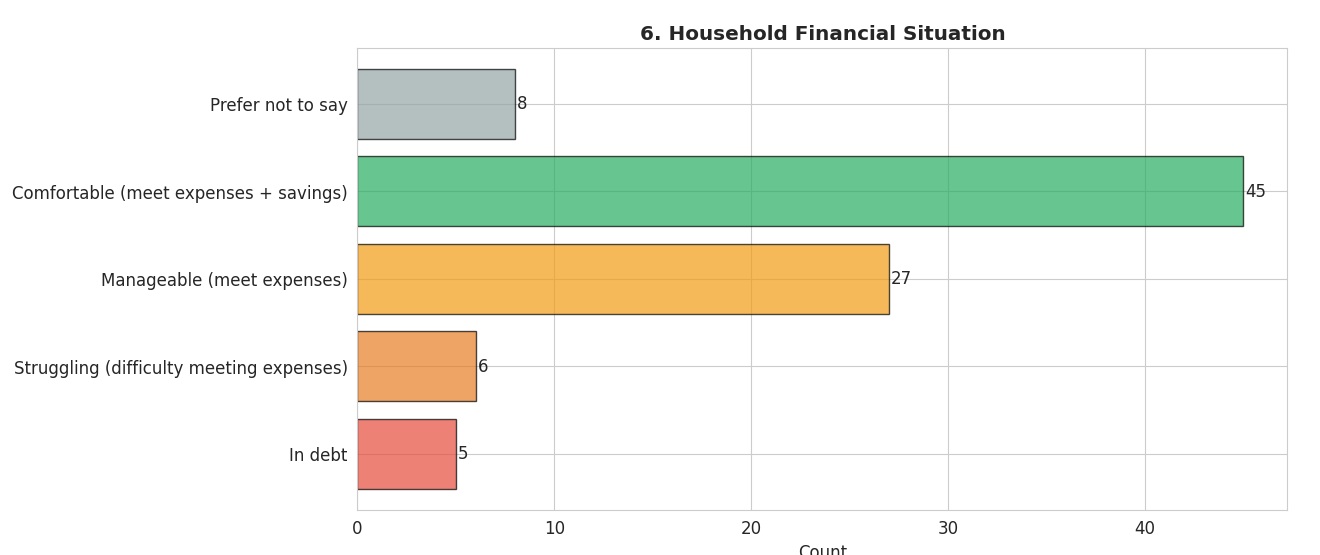 6. Household Financial Situation
Prefer not to say
8
Comfortable (meet expenses + savings)
45
Manageable (meet expenses)
27
Struggling (difficulty meeting expenses)
6
In debt
5
0 10 20 30 40
Count